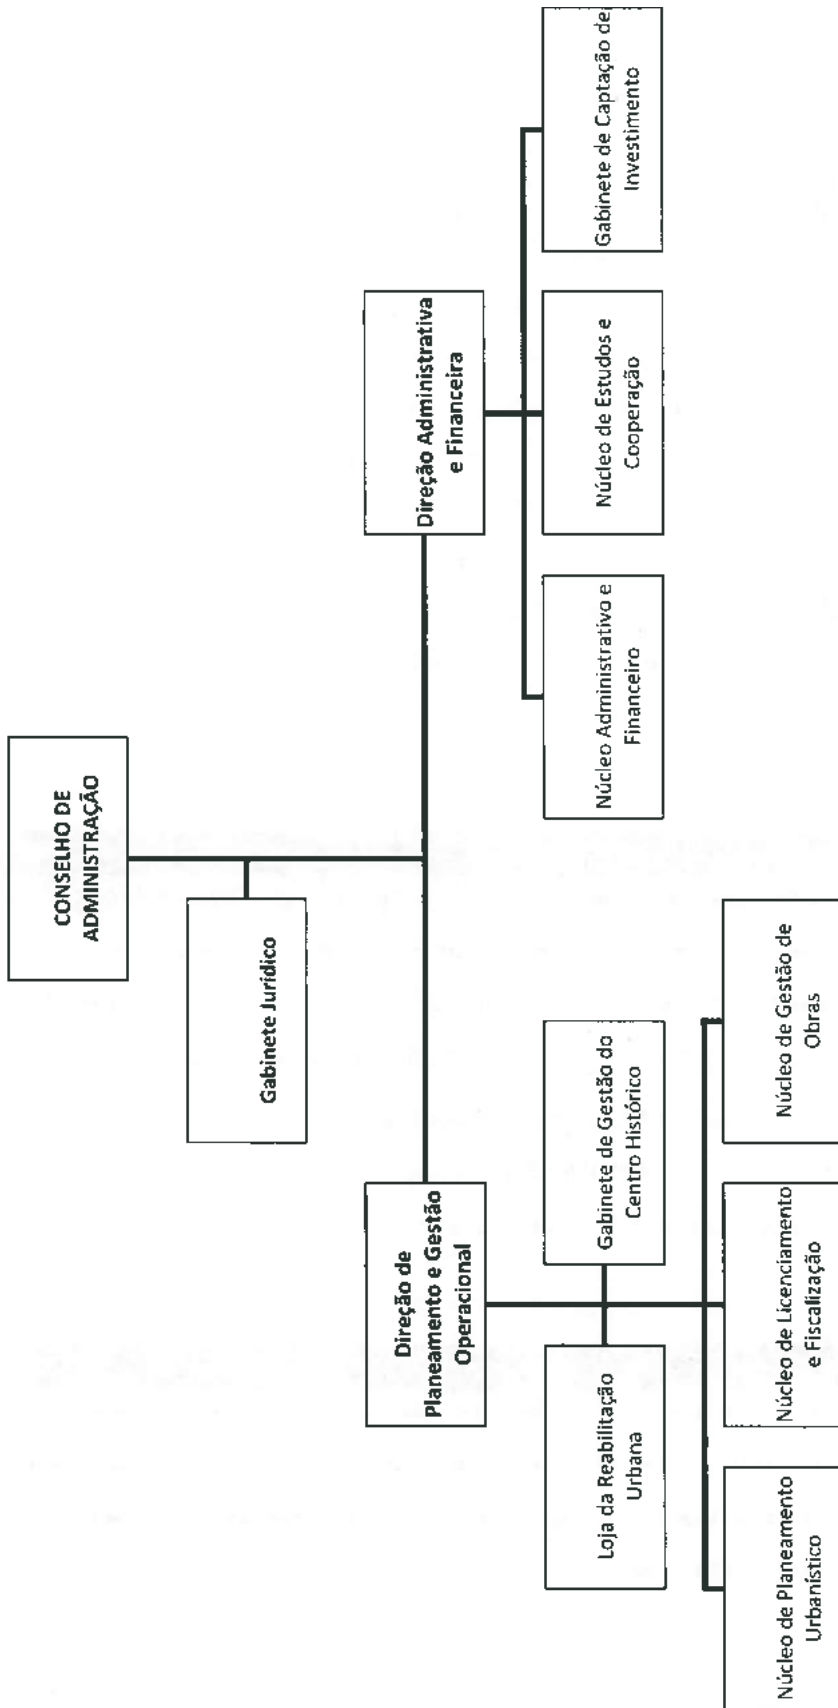 CONSELHO DE
ADMINISTRAÇÃO
Gabinete Jurídico
Direção de
Planeamento e Gestão
Operacional
Direção Administrativa
e Financeira
Loja da Reabilitação
Urbana
Gabinete de Gestão do
Centro Histórico
Núcleo Administrativo e
Financeiro
Núcleo de Estudos e
Cooperação
Gabinete de Captação de
Investimento
Núcleo de Planeamento
Urbanístico
Núcleo de Licenciamento
e Fiscalização
Núcleo de Gestão de
Obras